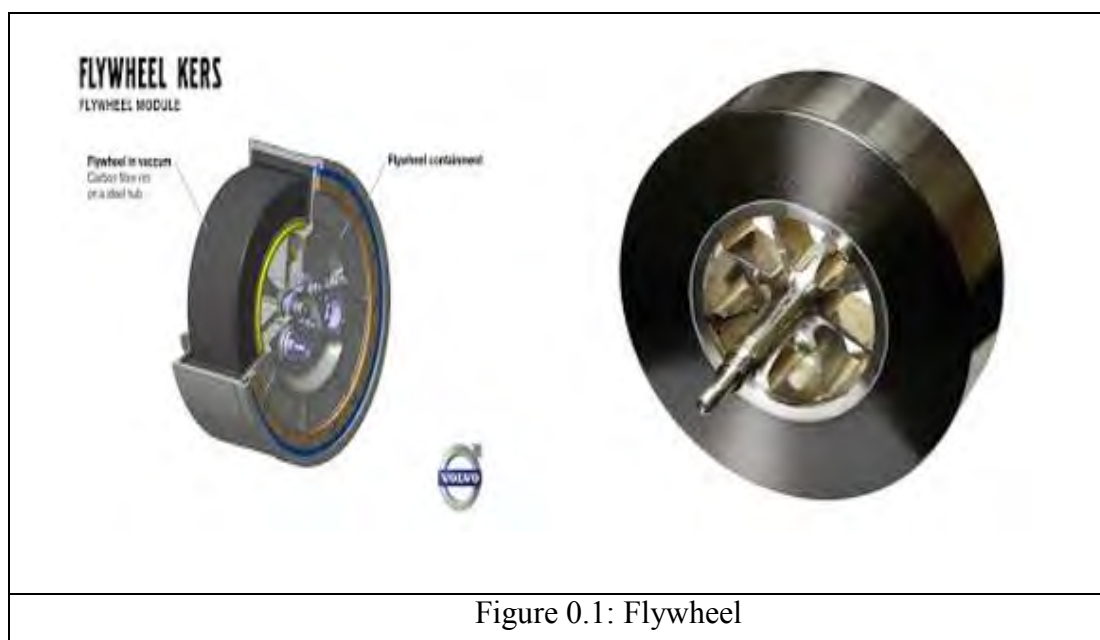 FLYWHEEL KERS
FLYWHEEL MODULE
Flywheel in vaccum
Carbon fibre rim
on a steel hub
Flywheel containment
VOLVO
Figure 0.1: Flywheel